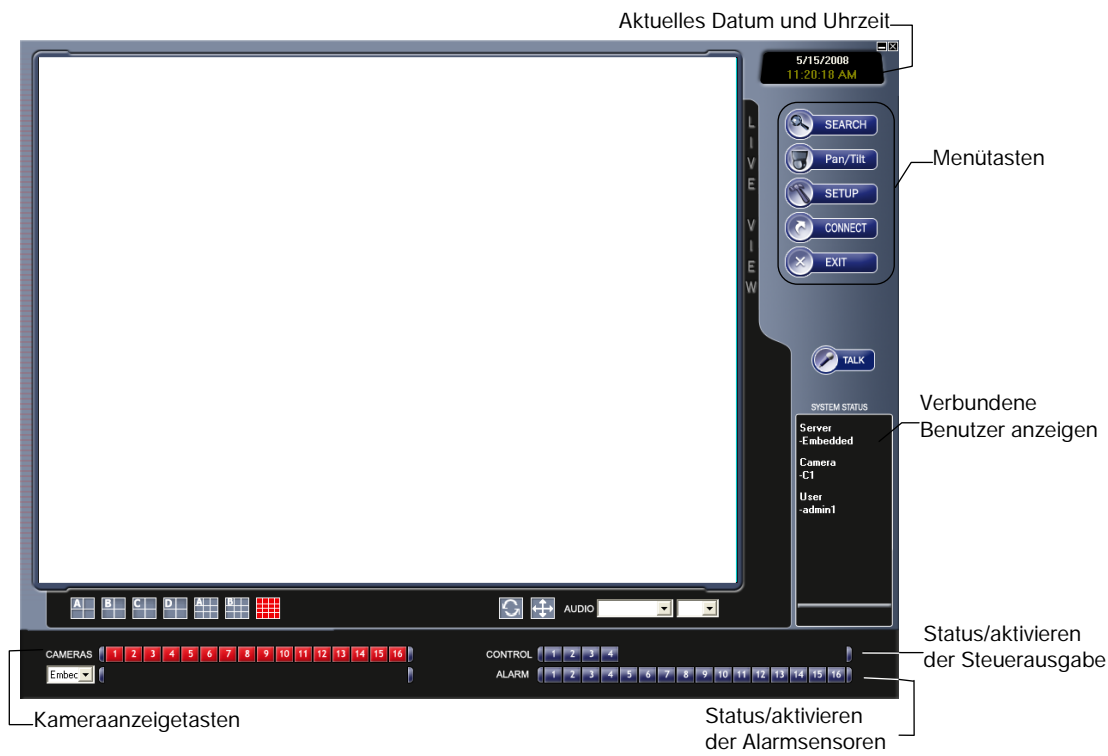 Aktuelles Datum und Uhrzeit
5/15/2008
11:20:18 AM
LIVE VIEW
SEARCH
Pan/Tilt
SETUP
CONNECT
EXIT
Menütasten
TALK
SYSTEM STATUS
Server
-Embedded
Camera
-C1
User
-admin1
Verbundene
Benutzer anzeigen
A B C D A B
AUDIO
CAMERAS 1 2 3 4 5 6 7 8 9 10 11 12 13 14 15 16
Embec
CONTROL 1 2 3 4
ALARM 1 2 3 4 5 6 7 8 9 10 11 12 13 14 15 16
Status/aktivieren
der Steuerausgabe
Kameraanzeigetasten
Status/aktivieren
der Alarmsensoren